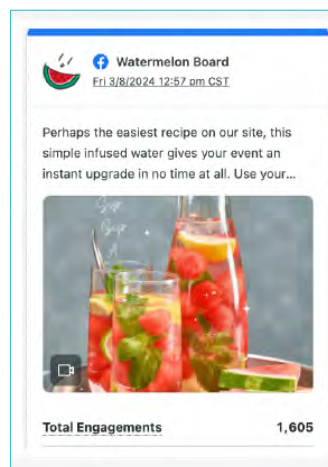 Watermelon Board
Fri 3/8/2024 12:57 pm CST
Perhaps the easiest recipe on our site, this
simple infused water gives your event an
instant upgrade in no time at all. Use your...
Total Engagements 1,605